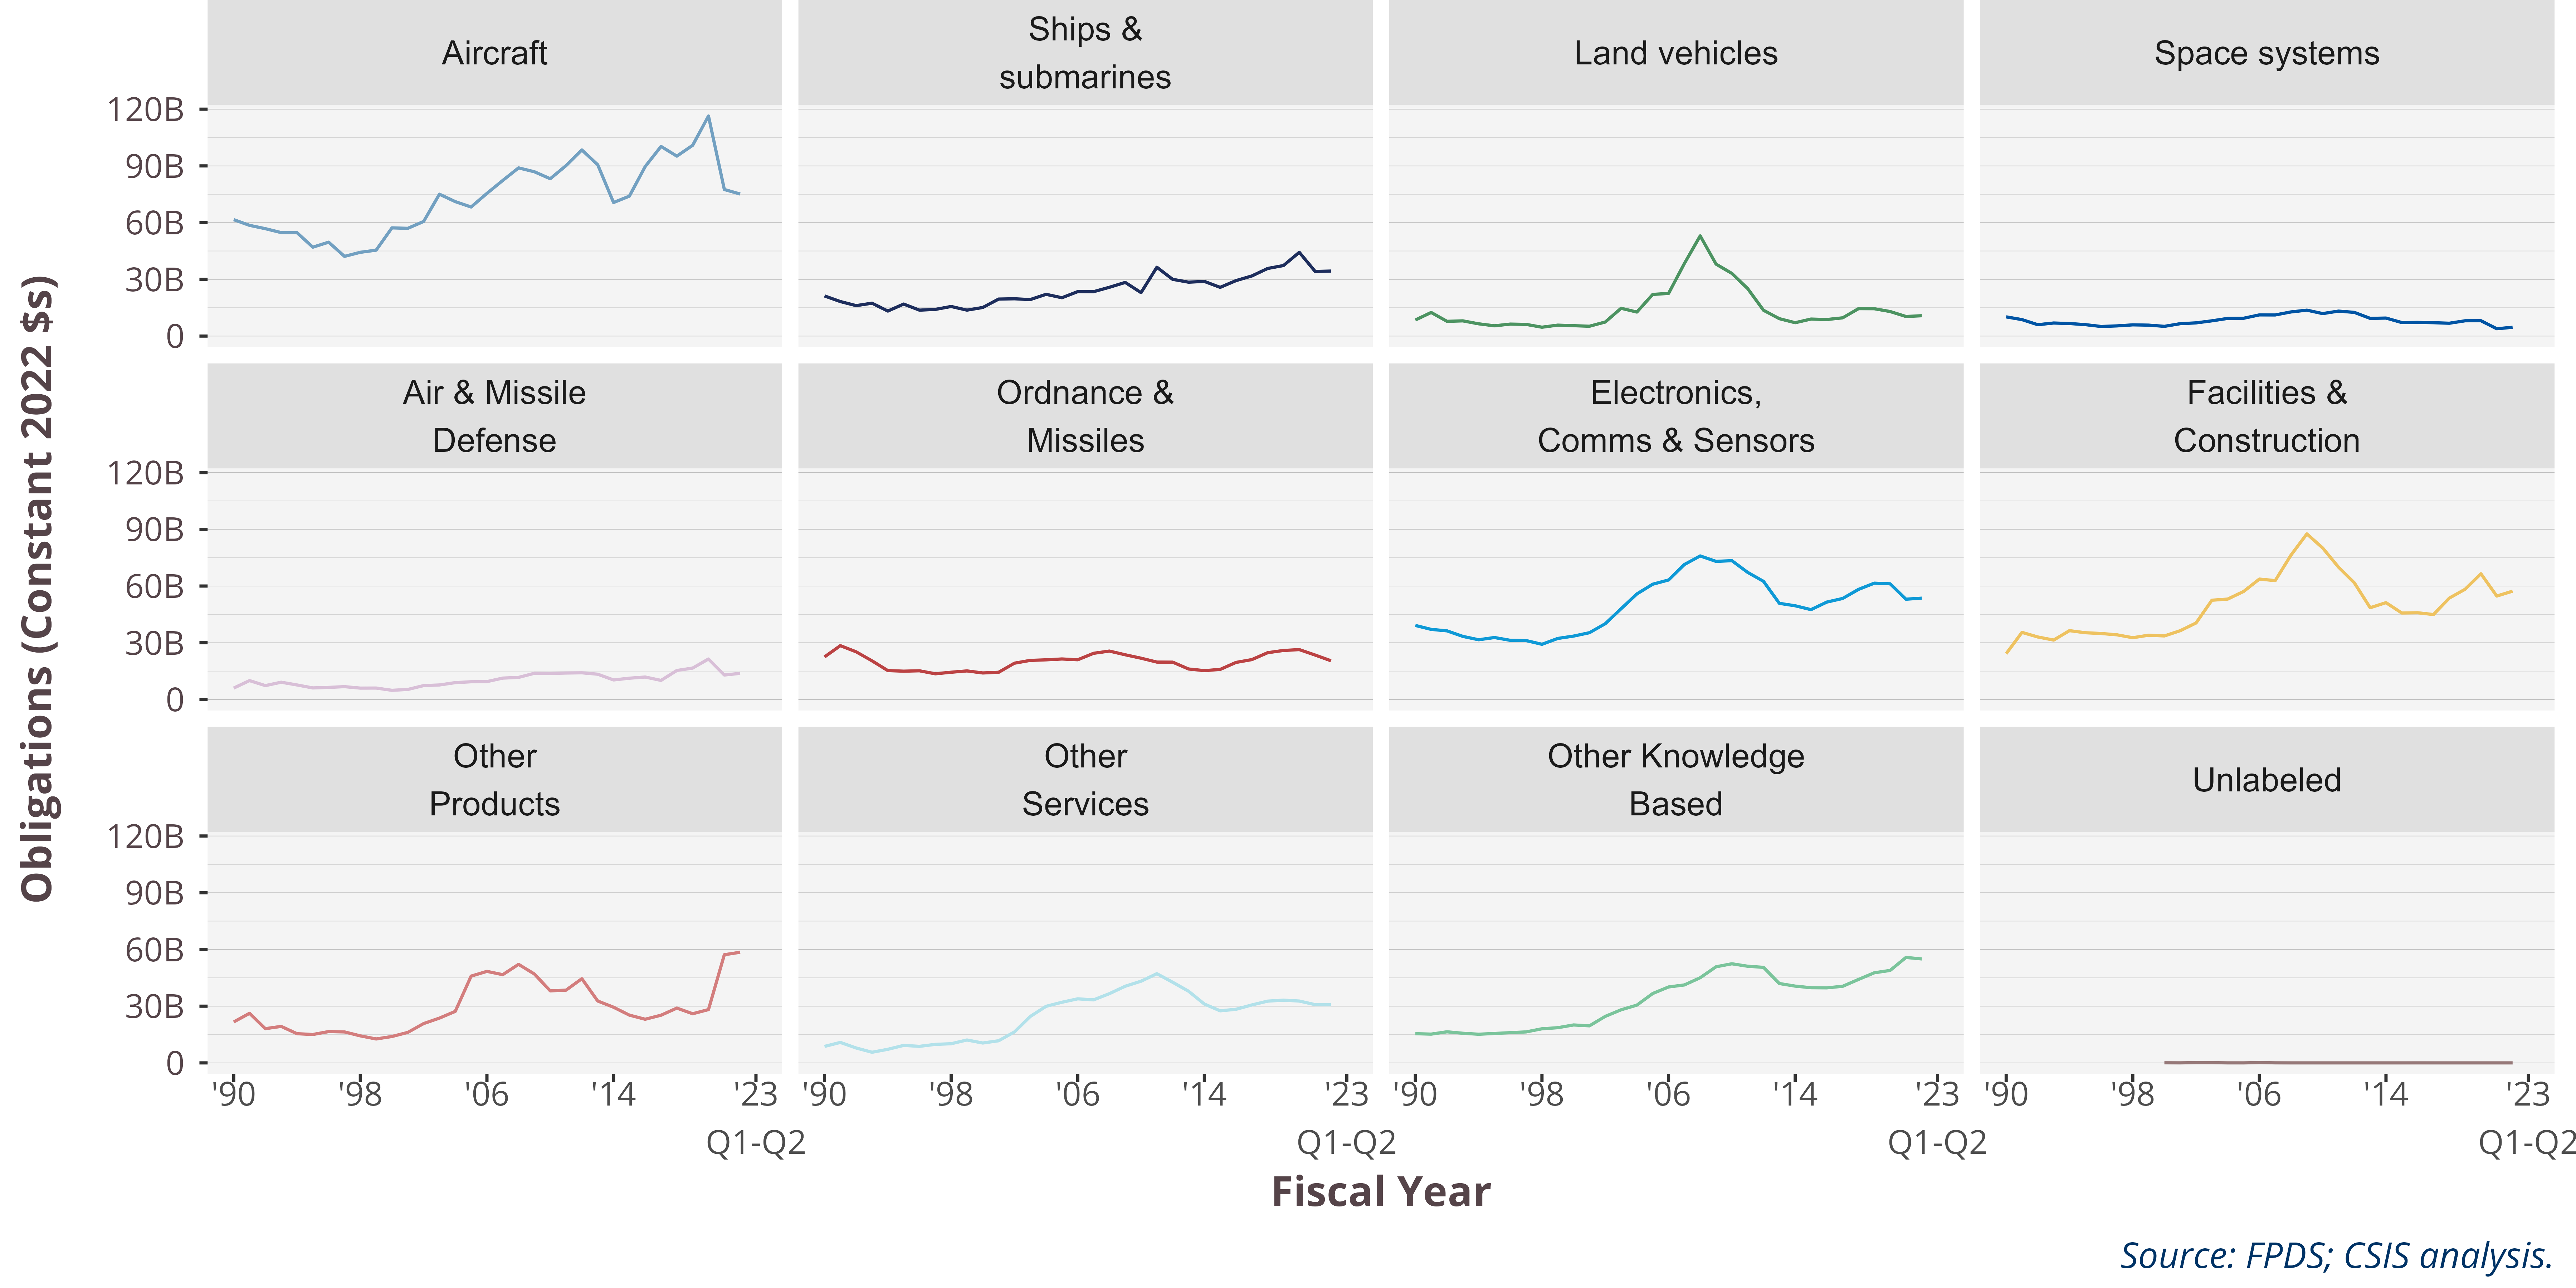 Obligations (Constant 2022 $s)
Aircraft
Ships &
submarines
Land vehicles
Space systems
120B
90B
60B
30B
0
Air & Missile
Defense
Ordnance &
Missiles
Electronics,
Comms & Sensors
Facilities &
Construction
120B
90B
60B
30B
0
Other
Products
Other
Services
Other Knowledge
Based
Unlabeled
120B
90B
60B
30B
0
'90 '98 '06 '14 '23
Q1-Q2
'90 '98 '06 '14 '23
Q1-Q2
'90 '98 '06 '14 '23
Q1-Q2
'90 '98 '06 '14 '23
Q1-Q2
Fiscal Year
Source: FPDS; CSIS analysis.